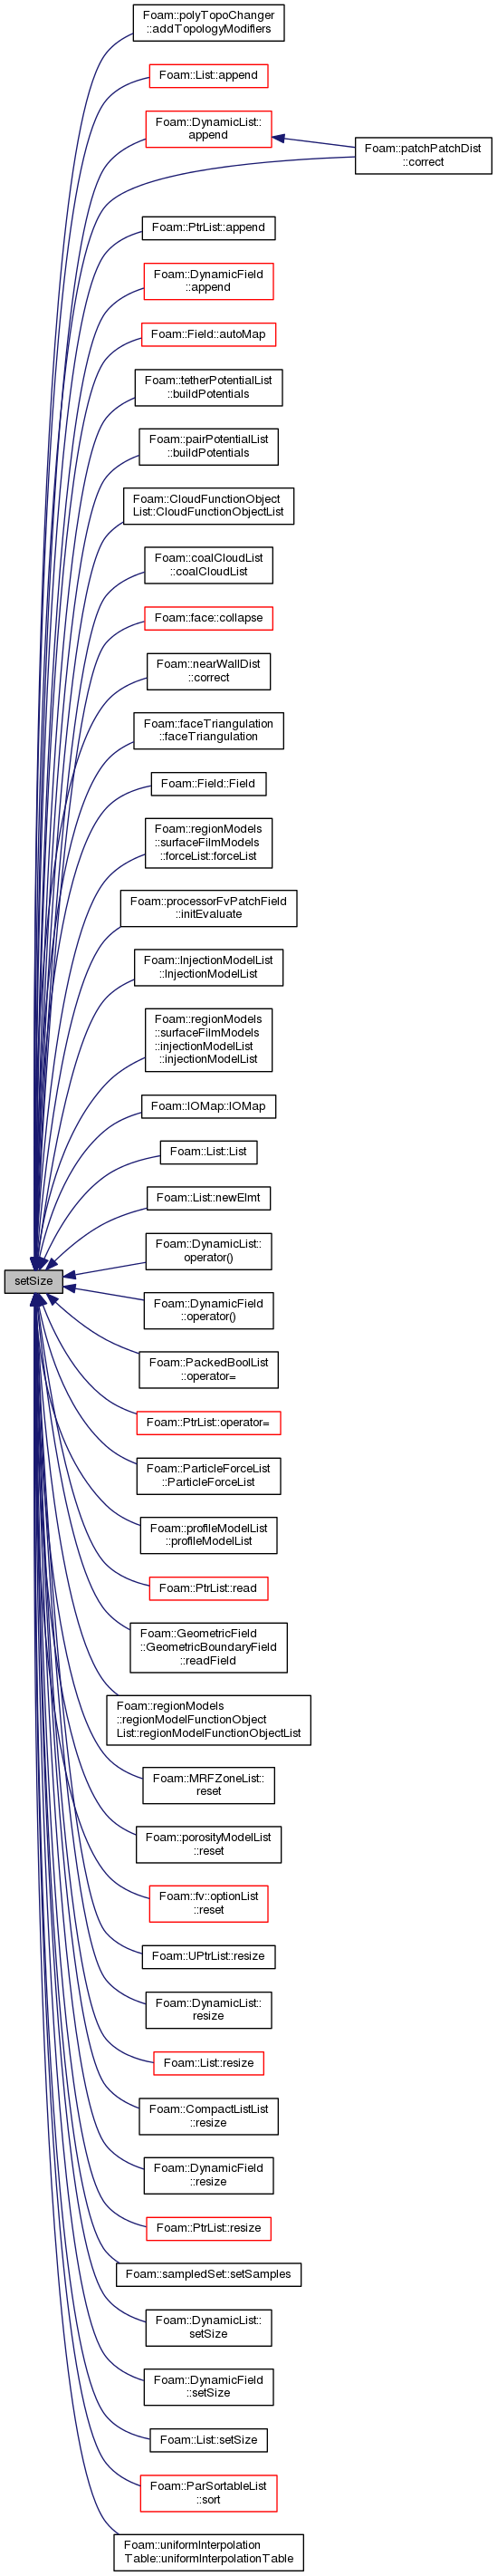 Foam::polyTopoChanger
::addTopologyModifiers
Foam::List::append
Foam::DynamicList::
append
Foam::patchPatchDist
::correct
Foam::PtrList::append
Foam::DynamicField
::append
Foam::Field::autoMap
Foam::tetherPotentialList
::buildPotentials
Foam::pairPotentialList
::buildPotentials
Foam::CloudFunctionObject
List::CloudFunctionObjectList
Foam::coalCloudList
::coalCloudList
Foam::face::collapse
Foam::nearWallDist
::correct
Foam::faceTriangulation
::faceTriangulation
Foam::Field::Field
Foam::regionModels
::surfaceFilmModels
::forceList::forceList
Foam::processorFvPatchField
::initEvaluate
Foam::InjectionModelList
::InjectionModelList
Foam::regionModels
::surfaceFilmModels
::injectionModelList
::injectionModelList
Foam::IOMap::IOMap
Foam::List::List
Foam::List::newElmt
Foam::DynamicList::
operator()
setSize
Foam::DynamicField
::operator()
Foam::PackedBoolList
::operator=
Foam::PtrList::operator=
Foam::ParticleForceList
::ParticleForceList
Foam::profileModelList
::profileModelList
Foam::PtrList::read
Foam::GeometricField
::GeometricBoundaryField
::readField
Foam::regionModels
::regionModelFunctionObject
List::regionModelFunctionObjectList
Foam::MRFZoneList::
reset
Foam::porosityModelList
::reset
Foam::fv::optionList
::reset
Foam::UPtrList::resize
Foam::DynamicList::
resize
Foam::List::resize
Foam::CompactListList
::resize
Foam::DynamicField
::resize
Foam::PtrList::resize
Foam::sampledSet::setSamples
Foam::DynamicList::
setSize
Foam::DynamicField
::setSize
Foam::List::setSize
Foam::ParSortableList
::sort
Foam::uniformInterpolation
Table::uniformInterpolationTable